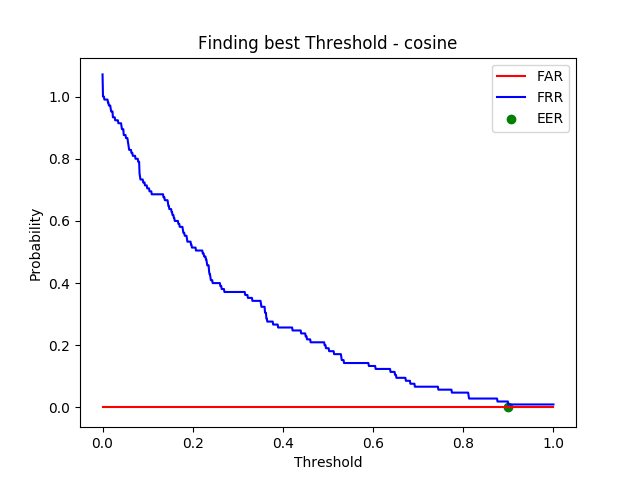 Finding best Threshold - cosine
FAR
FRR
EER
1.0
0.8
0.6
0.4
0.2
0.0
Probability
0.0 0.2 0.4 0.6 0.8 1.0
Threshold